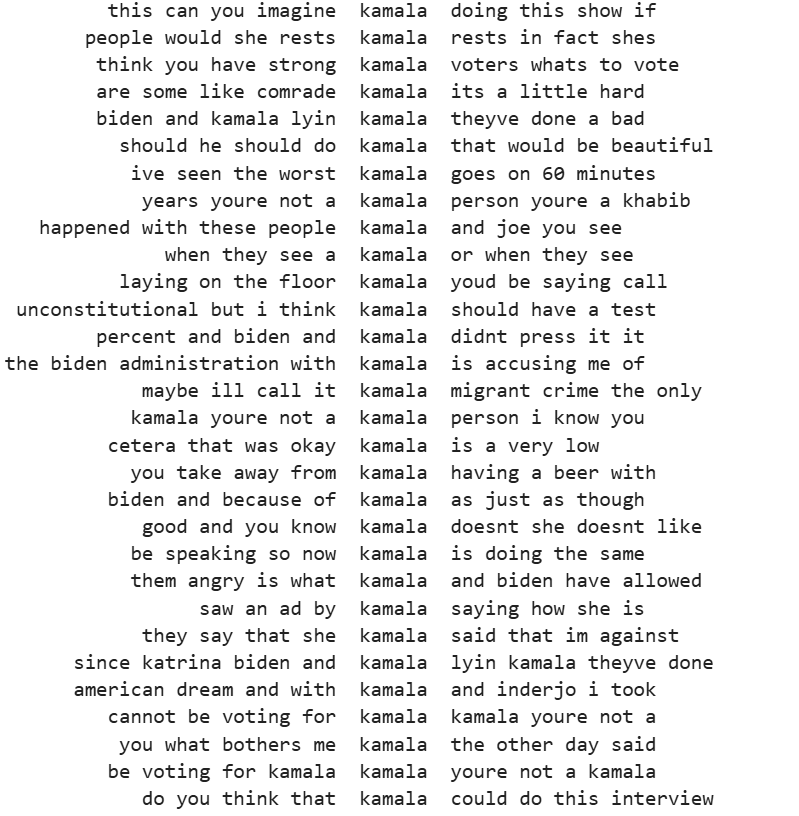 this can you imagine kamala doing this show if
people would she rests kamala rests in fact shes
think you have strong kamala voters whats to vote
are some like comrade kamala its a little hard
biden and kamala lyin kamala theyve done a bad
should he should do kamala that would be beautiful
ive seen the worst kamala goes on 60 minutes
years youre not a kamala person youre a khabib
happened with these people kamala and joe you see
when they see a kamala or when they see
laying on the floor kamala youd be saying call
unconstitutional but i think kamala should have a test
percent and biden and kamala didnt press it it
the biden administration with kamala is accusing me of
maybe ill call it kamala migrant crime the only
kamala youre not a kamala person i know you
cetera that was okay kamala is a very low
you take away from kamala having a beer with
biden and because of kamala as just as though
good and you know kamala doesnt she doesnt like
be speaking so now kamala is doing the same
them angry is what kamala and biden have allowed
saw an ad by kamala saying how she is
they say that she kamala said that im against
since katrina biden and kamala lyin kamala theyve done
american dream and with kamala and inderjo i took
cannot be voting for kamala kamala youre not a
you what bothers me kamala the other day said
be voting for kamala kamala youre not a kamala
do you think that kamala could do this interview